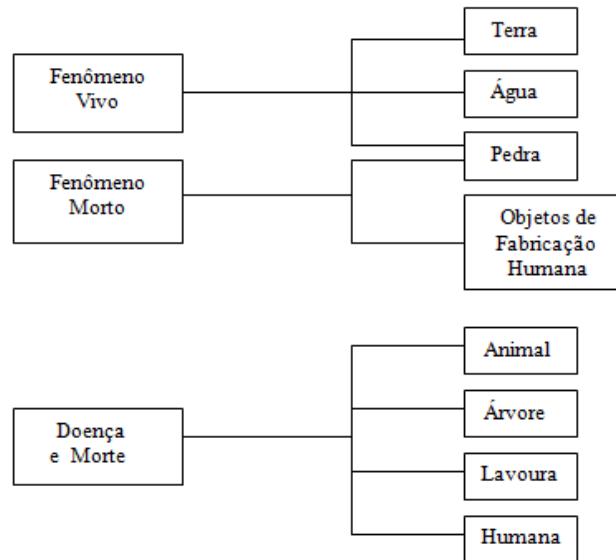 Fenômeno
Vivo
Terra
Água
Pedra
Fenômeno
Morto
Objetos de
Fabricação
Humana
Doença
e Morte
Animal
Árvore
Lavoura
Humana